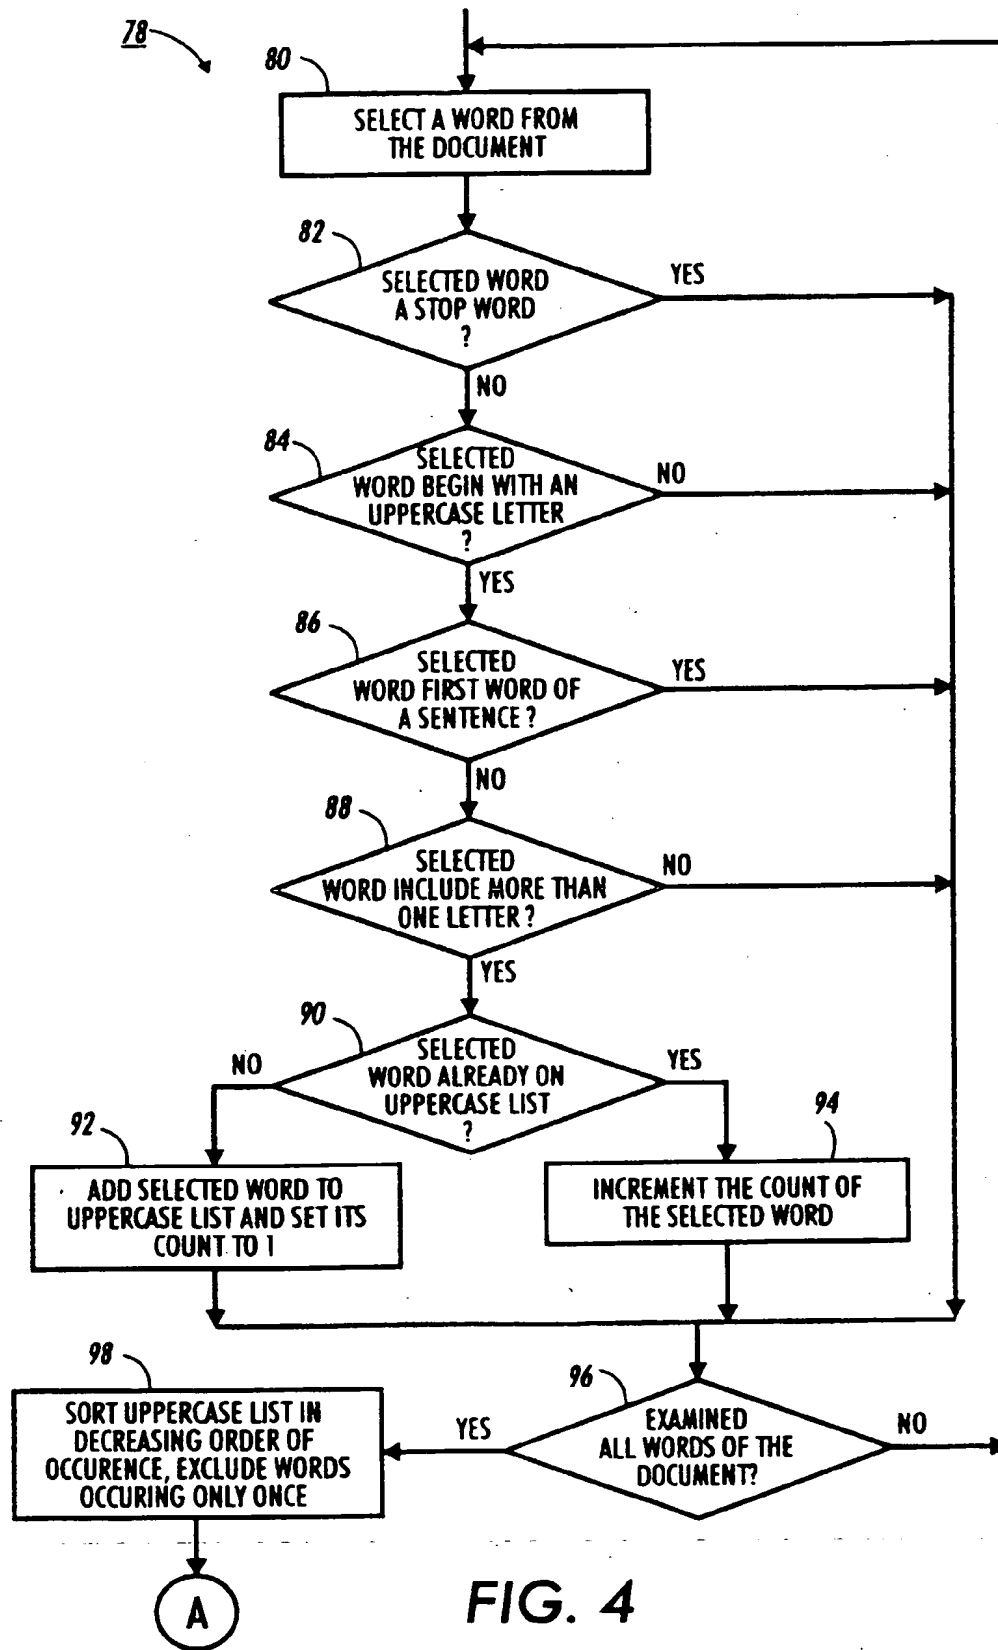 78
80
SELECT A WORD FROM
THE DOCUMENT
82
SELECTED WORD
A STOP WORD
?
YES
NO
84
SELECTED
WORD BEGIN WITH AN
UPPERCASE LETTER
?
NO
YES
86
SELECTED
WORD FIRST WORD OF
A SENTENCE ?
YES
NO
88
SELECTED
WORD INCLUDE MORE THAN
ONE LETTER ?
NO
YES
90
SELECTED
WORD ALREADY ON
UPPERCASE LIST
?
NO
YES
92
ADD SELECTED WORD TO
UPPERCASE LIST AND SET ITS
COUNT TO 1
94
INCREMENT THE COUNT OF
THE SELECTED WORD
96
EXAMINED
ALL WORDS OF THE
DOCUMENT?
YES
NO
98
SORT UPPERCASE LIST IN
DECREASING ORDER OF
OCCURENCE, EXCLUDE WORDS
OCCURING ONLY ONCE
A
FIG. 4